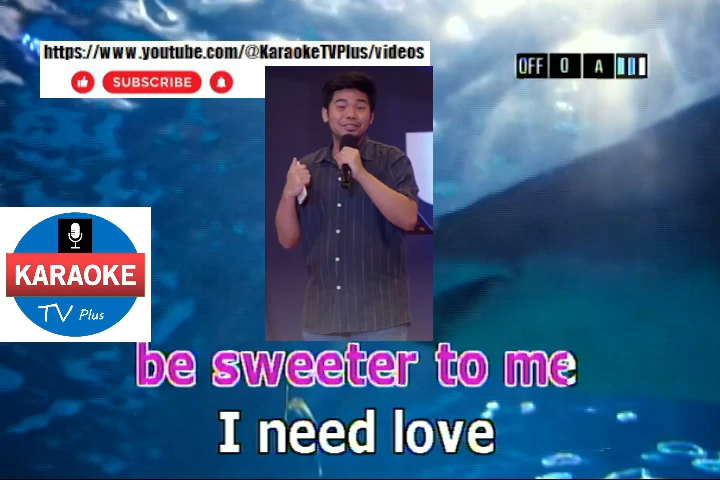 https://www.youtube.com/@KaraokeTVPlus/videos
SUBSCRIBE
OFF 0 A
KARAOKE
TV Plus
be sweeter to me
I need love